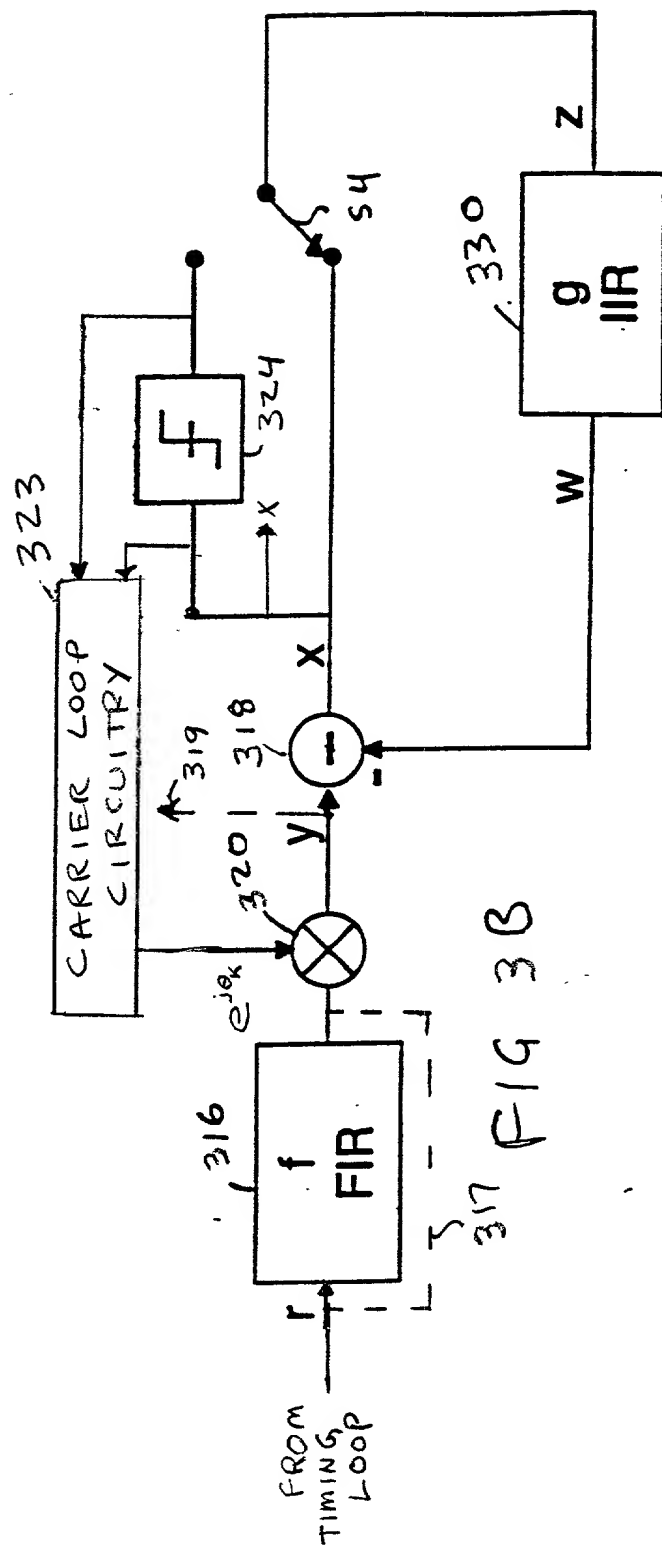 323
CARRIER LOOP
CIRCUITRY
319
324
x
S4
FROM
TIMING
LOOP
r
316
f
FIR
317
e^jθK
320
y
318
-
x
w
330
g
IIR
z
FIG 3B